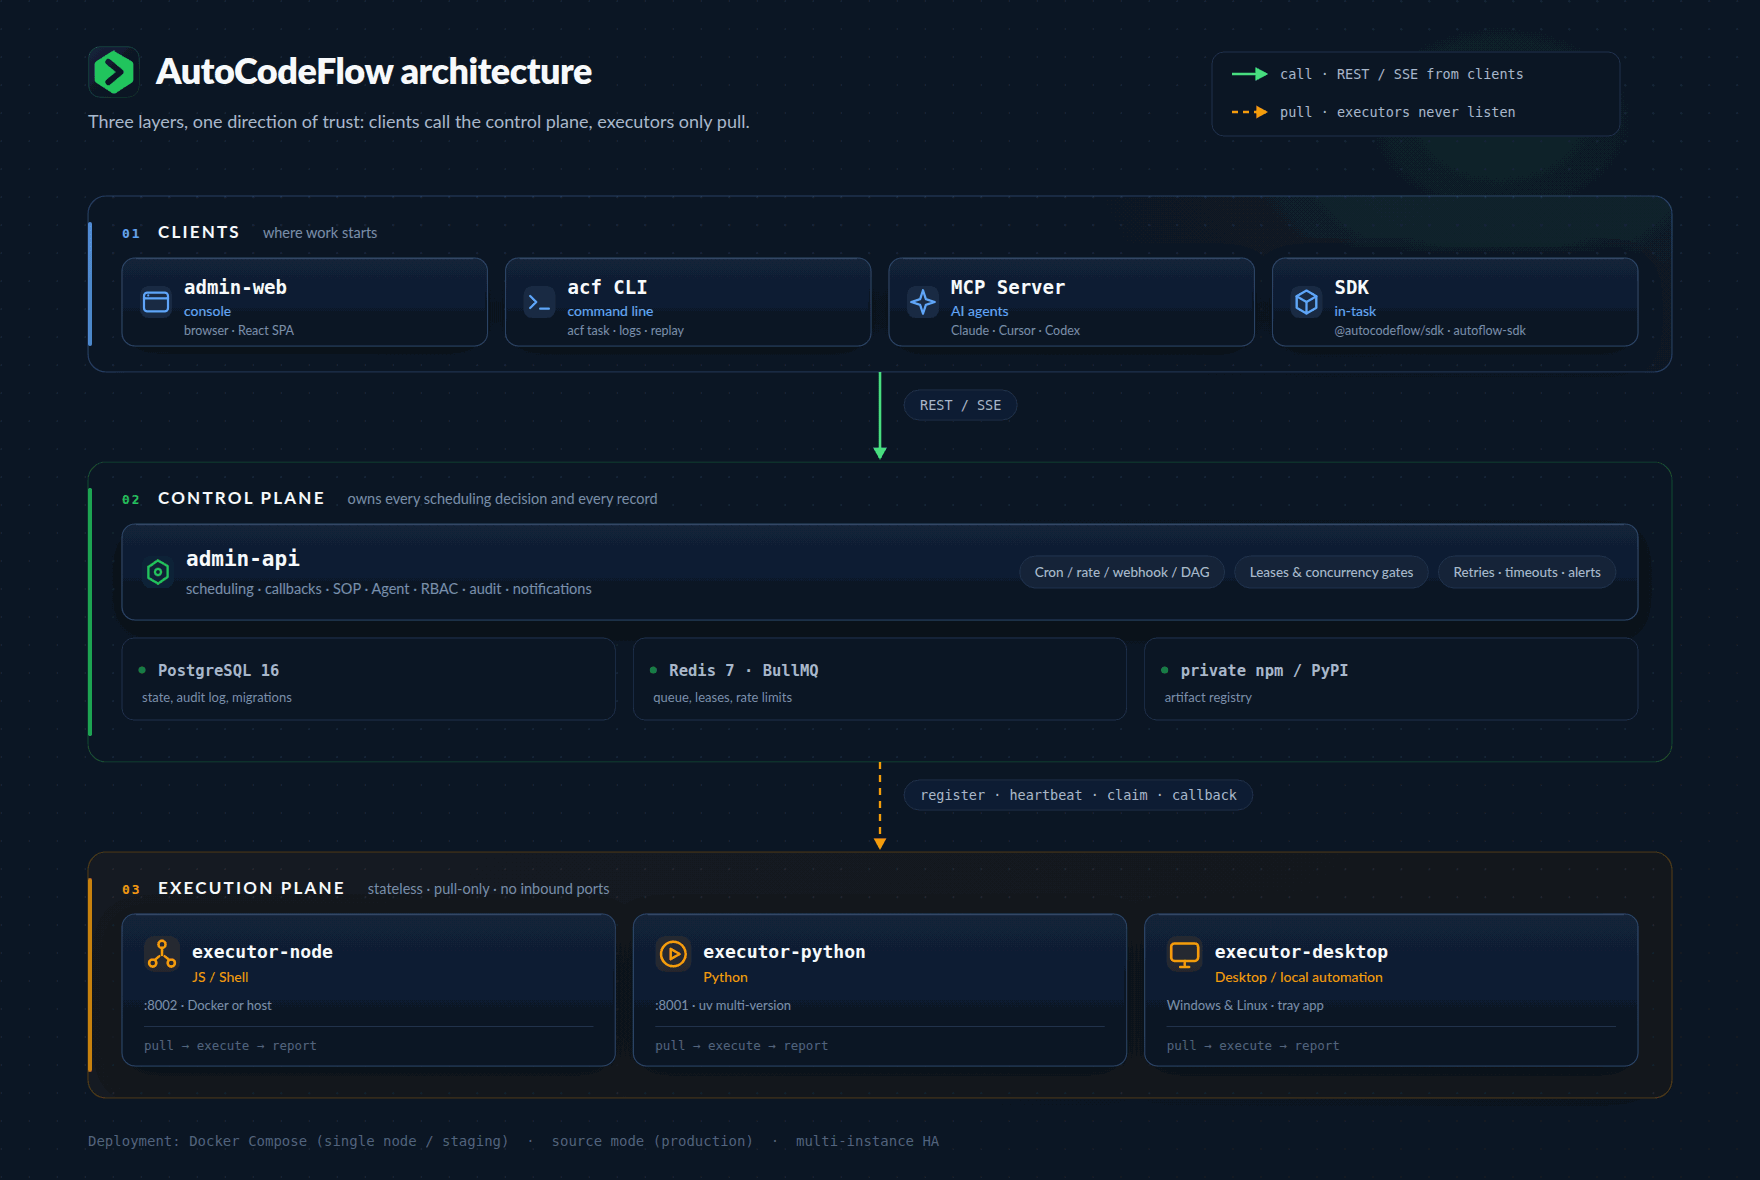 AutoCodeFlow architecture
Three layers, one direction of trust: clients call the control plane, executors only pull.
call · REST / SSE from clients
pull · executors never listen
01 CLIENTS where work starts
admin-web
console
browser · React SPA
acf CLI
command line
acf task · logs · replay
MCP Server
AI agents
Claude · Cursor · Codex
SDK
in-task
@autocodeflow/sdk · autoflow-sdk
REST / SSE
02 CONTROL PLANE owns every scheduling decision and every record
admin-api
scheduling · callbacks · SOP · Agent · RBAC · audit · notifications
Cron / rate / webhook / DAG
Leases & concurrency gates
Retries · timeouts · alerts
PostgreSQL 16
state, audit log, migrations
Redis 7 · BullMQ
queue, leases, rate limits
private npm / PyPI
artifact registry
register · heartbeat · claim · callback
03 EXECUTION PLANE stateless · pull-only · no inbound ports
executor-node
JS / Shell
:8002 · Docker or host
pull → execute → report
executor-python
Python
:8001 · uv multi-version
pull → execute → report
executor-desktop
Desktop / local automation
Windows & Linux · tray app
pull → execute → report
Deployment: Docker Compose (single node / staging) · source mode (production) · multi-instance HA